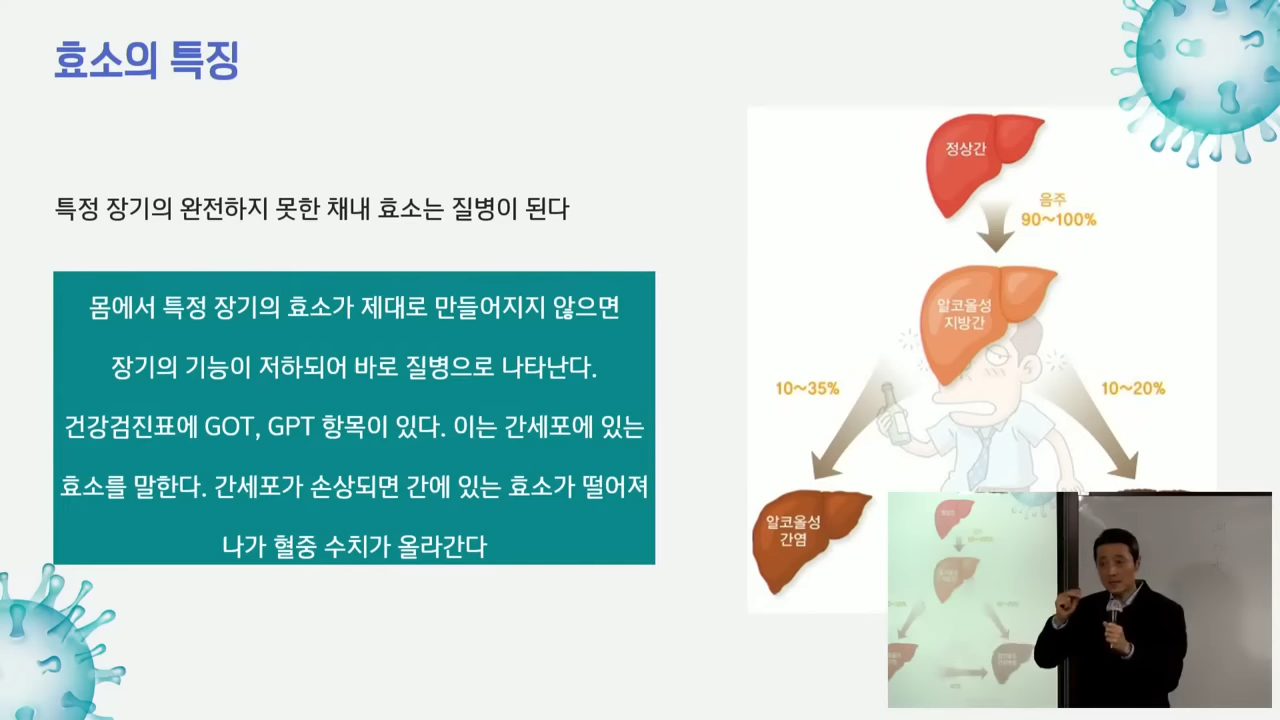 효소의 특징
특정 장기의 완전하지 못한 채내 효소는 질병이 된다
몸에서 특정 장기의 효소가 제대로 만들어지지 않으면
장기의 기능이 저하되어 바로 질병으로 나타난다.
건강검진표에 GOT, GPT 항목이 있다. 이는 간세포에 있는
효소를 말한다. 간세포가 손상되면 간에 있는 효소가 떨어져
나가 혈중 수치가 올라간다
정상간
음주
90~100%
알코올성
지방간
10~35%
10~20%
알코올성
간염